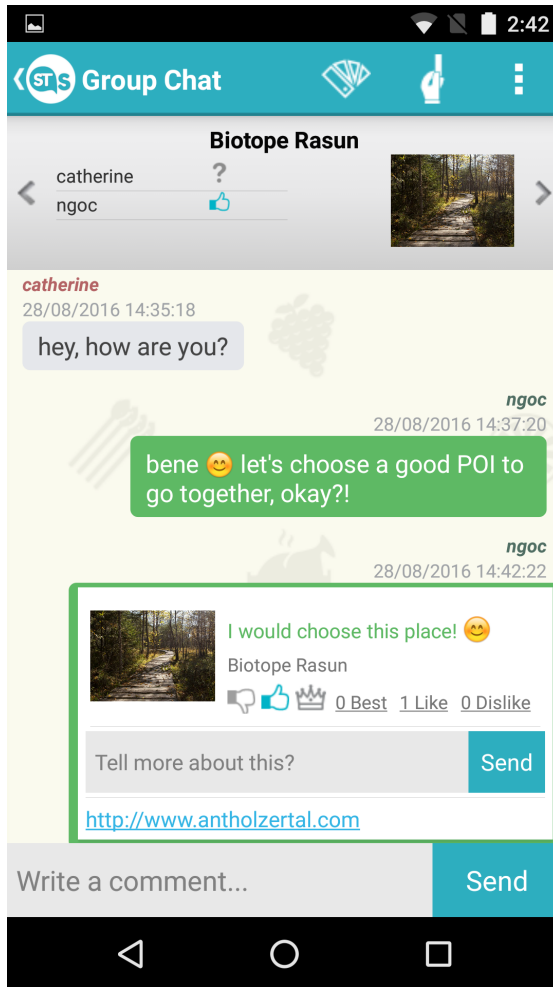 2:42
STS Group Chat
Biotope Rasun
catherine ?
ngoc
catherine
28/08/2016 14:35:18
hey, how are you?
ngoc
28/08/2016 14:37:20
bene 😊 let's choose a good POI to
go together, okay?!
ngoc
28/08/2016 14:42:22
I would choose this place! 😊
Biotope Rasun
0 Best 1 Like 0 Dislike
Tell more about this? Send
http://www.antholzertal.com
Write a comment... Send